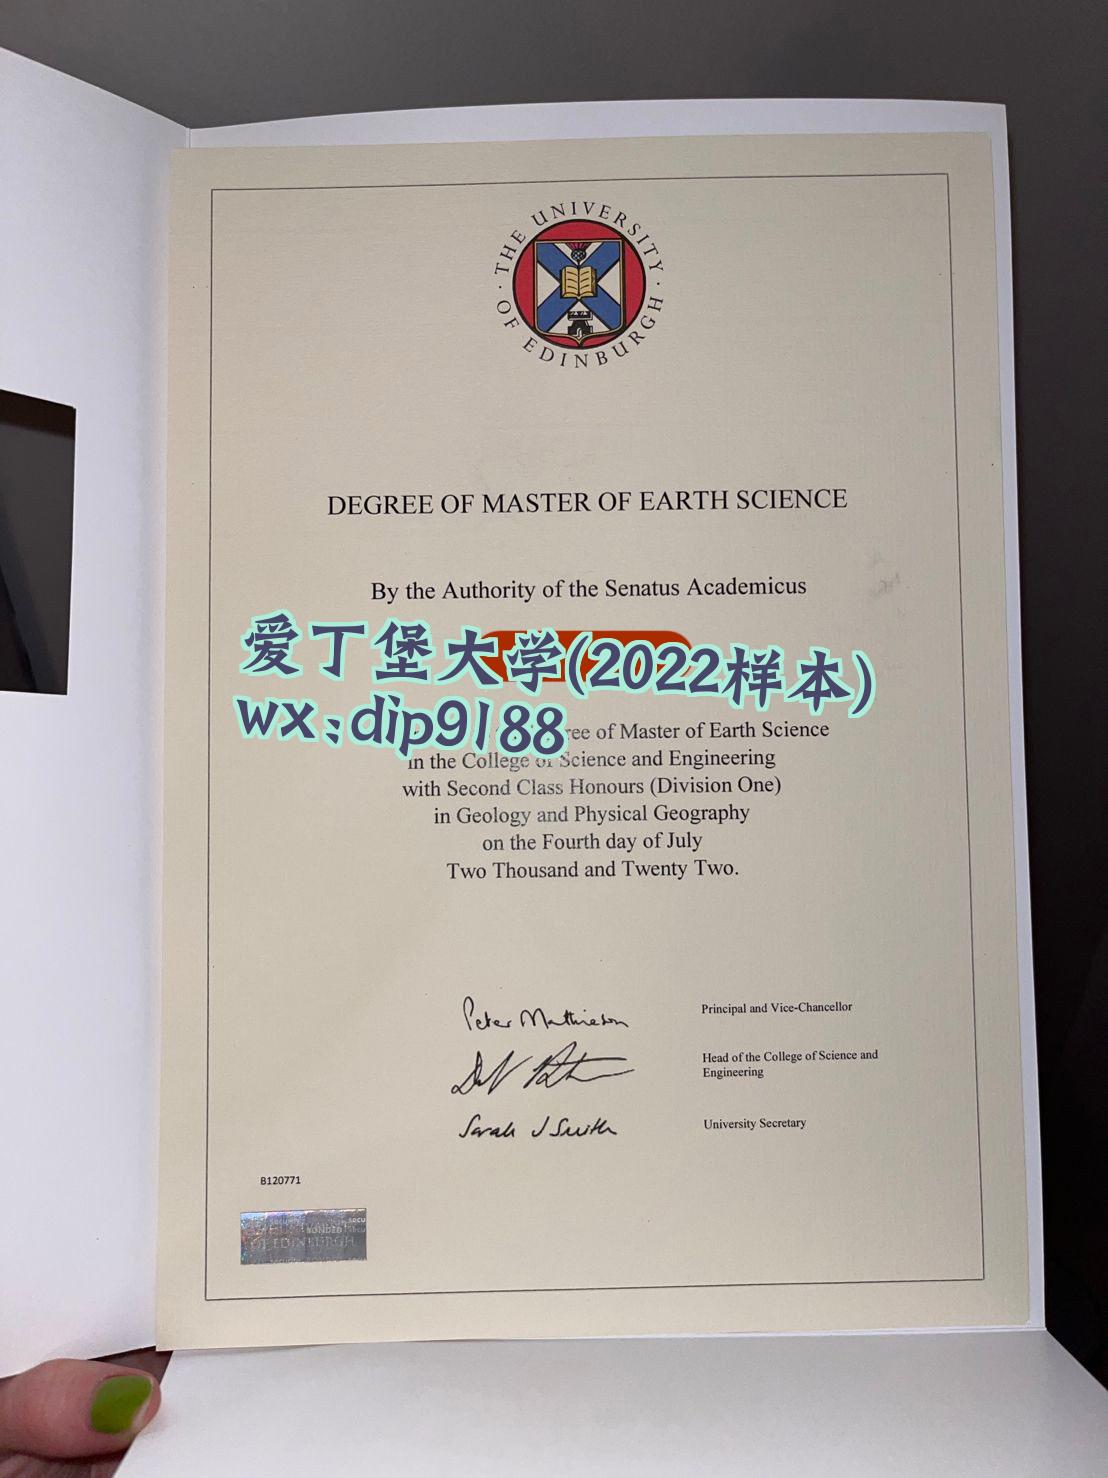 THE UNIVERSITY OF EDINBURGH
DEGREE OF MASTER OF EARTH SCIENCE
By the Authority of the Senatus Academicus
爱丁堡大学(2022样本)
wx:dip9188
ree of Master of Earth Science
in the College of Science and Engineering
with Second Class Honours (Division One)
in Geology and Physical Geography
on the Fourth day of July
Two Thousand and Twenty Two.
Peter Mathieson
Principal and Vice-Chancellor
Head of the College of Science and
Engineering
Sarah J Smith
University Secretary
B120771
BONDED
OF EDINBURGH